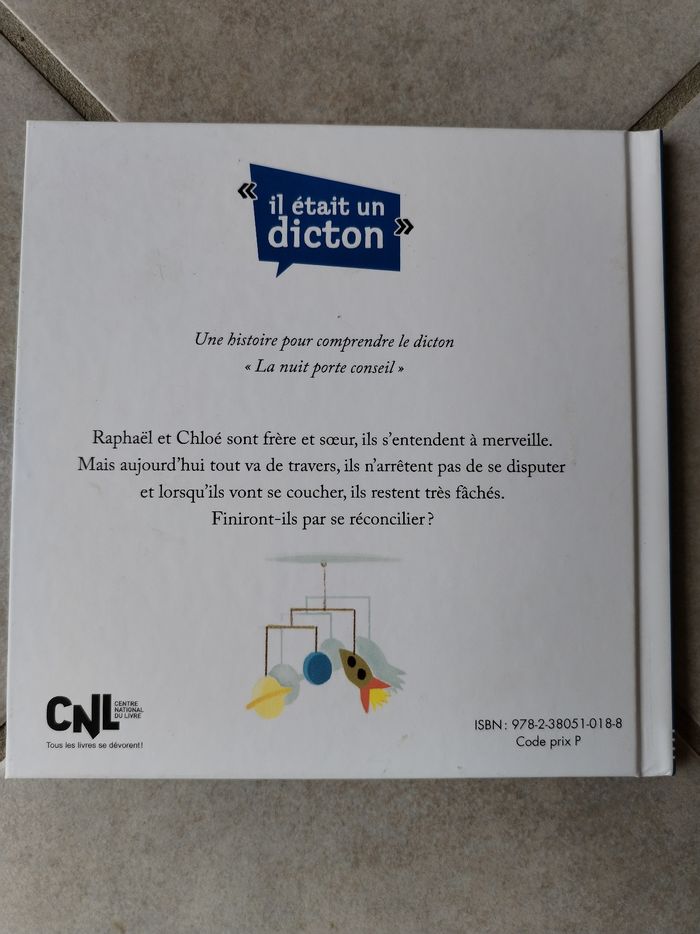 « il était un
dicton »
Une histoire pour comprendre le dicton
« La nuit porte conseil »
Raphaël et Chloé sont frère et sœur, ils s’entendent à merveille.
Mais aujourd’hui tout va de travers, ils n’arrêtent pas de se disputer
et lorsqu’ils vont se coucher, ils restent très fâchés.
Finiront-ils par se réconcilier ?
CNL
CENTRE
NATIONAL
DU LIVRE
Tous les livres se dévorent!
ISBN : 978-2-38051-018-8
Code prix P